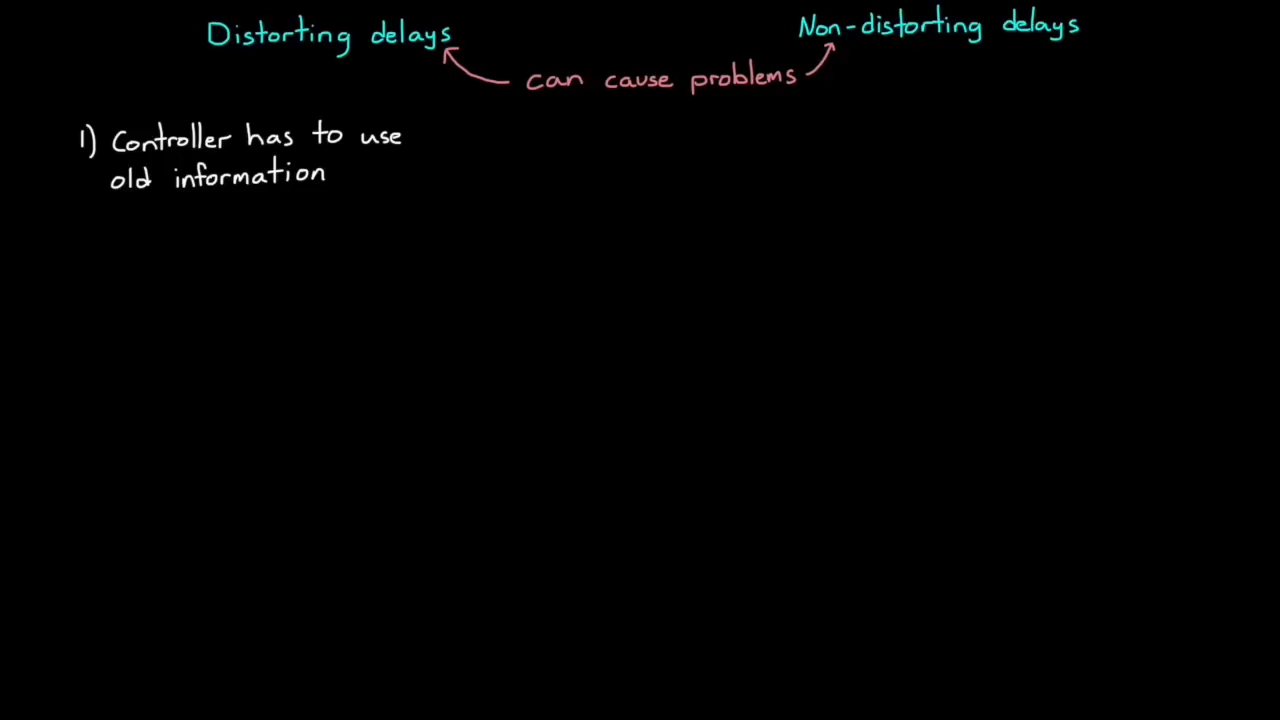 Distorting delays
Non-distorting delays
can cause problems
1) Controller has to use
old information